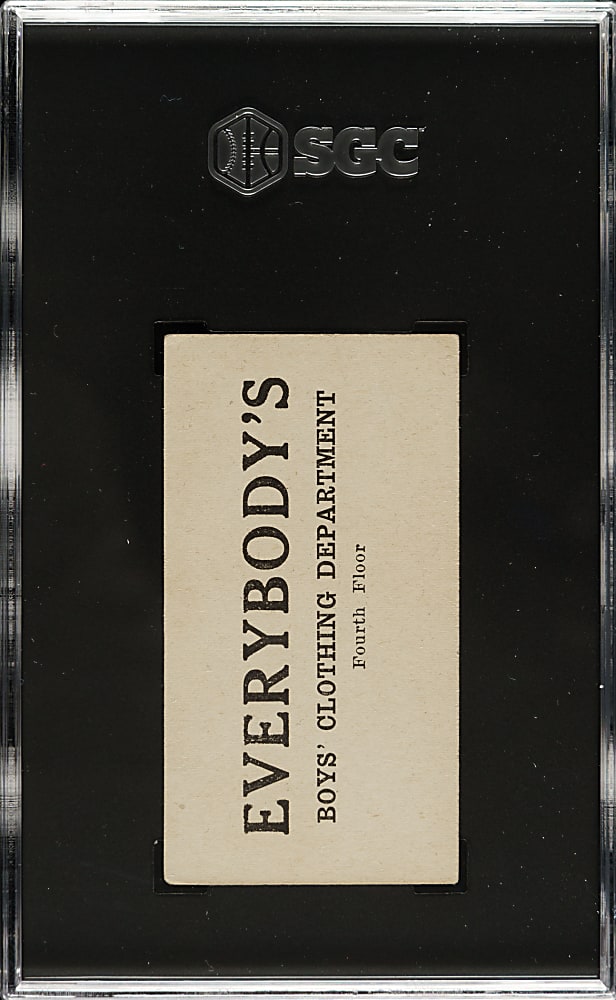 SGC
EVERYBODY'S
BOYS' CLOTHING DEPARTMENT
Fourth Floor